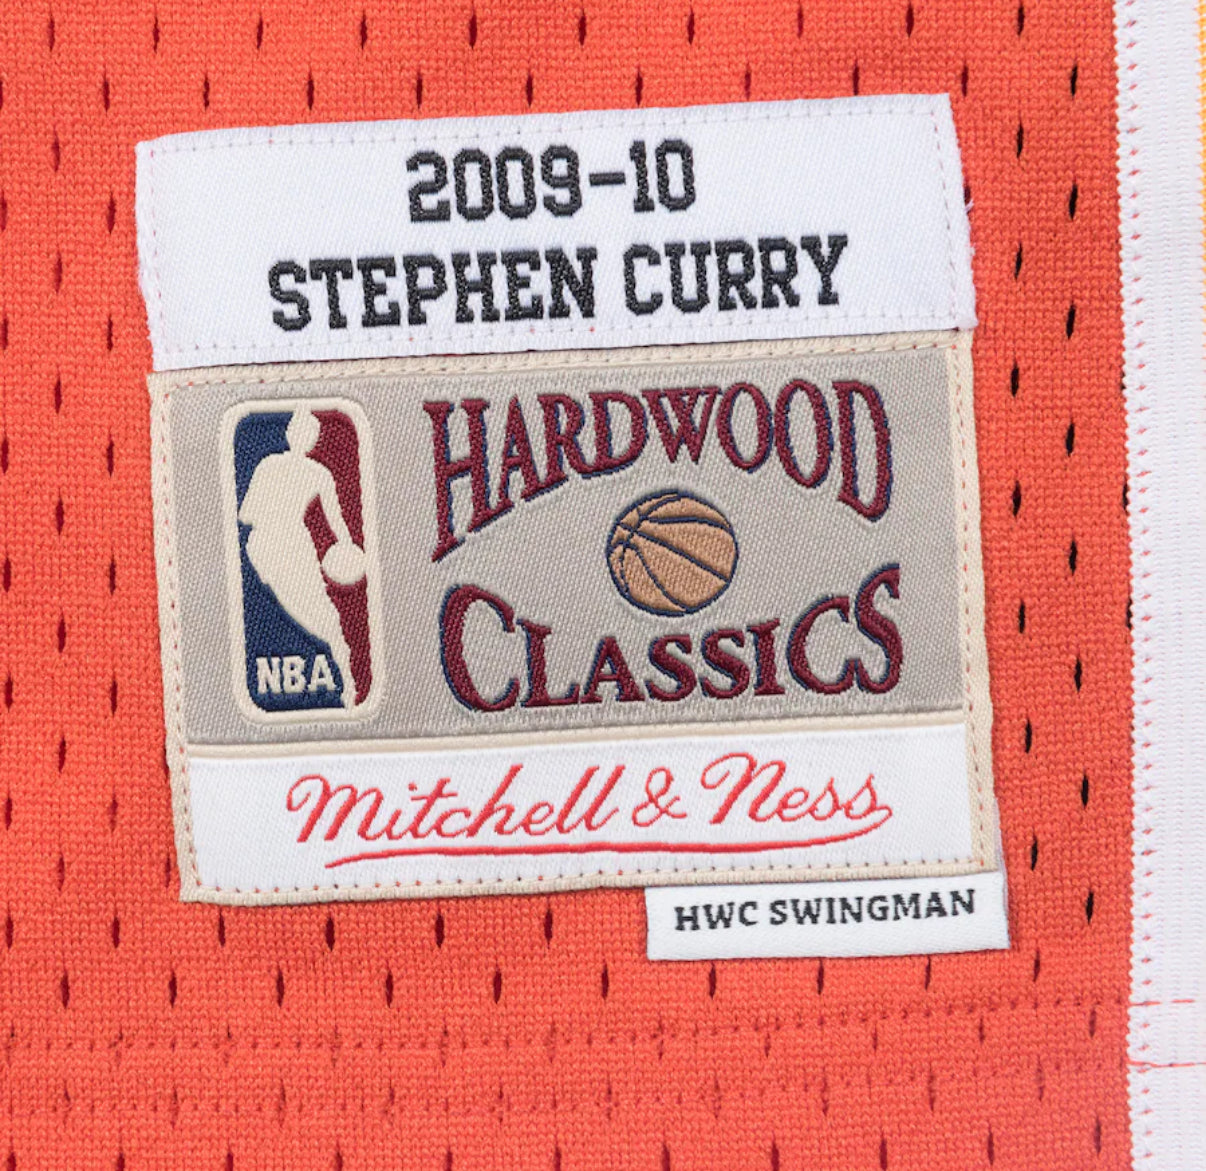 2009-10
STEPHEN CURRY
HARDWOOD
CLASSICS
NBA
Mitchell & Ness
HWC SWINGMAN